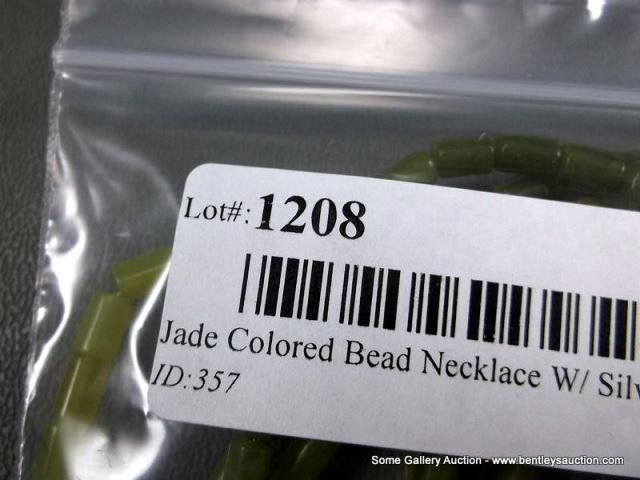 Lot#: 1208
Jade Colored Bead Necklace W/
ID:357
Some Gallery Auction - www.bentleysauction.com